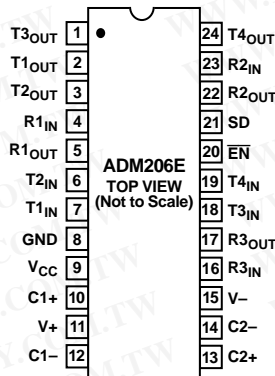 T3OUT 1
T1OUT 2
T2OUT 3
R1IN 4
R1OUT 5
T2IN 6
T1IN 7
GND 8
VCC 9
C1+ 10
V+ 11
C1– 12
ADM206E
TOP VIEW
(Not to Scale)
24 T4OUT
23 R2IN
22 R2OUT
21 SD
20 E̅N̅
19 T4IN
18 T3IN
17 R3OUT
16 R3IN
15 V–
14 C2–
13 C2+